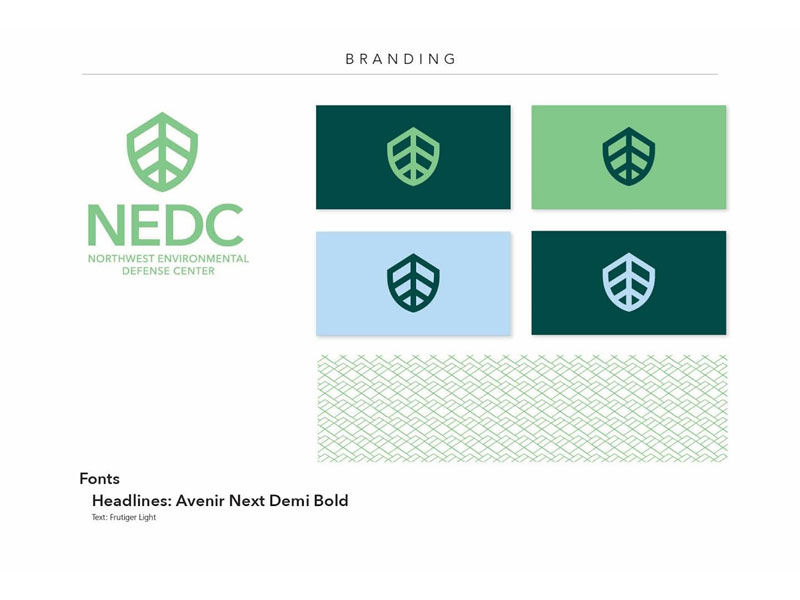 BRANDING
NEDC
NORTHWEST ENVIRONMENTAL
DEFENSE CENTER
Fonts
Headlines: Avenir Next Demi Bold
Text: Frutiger Light